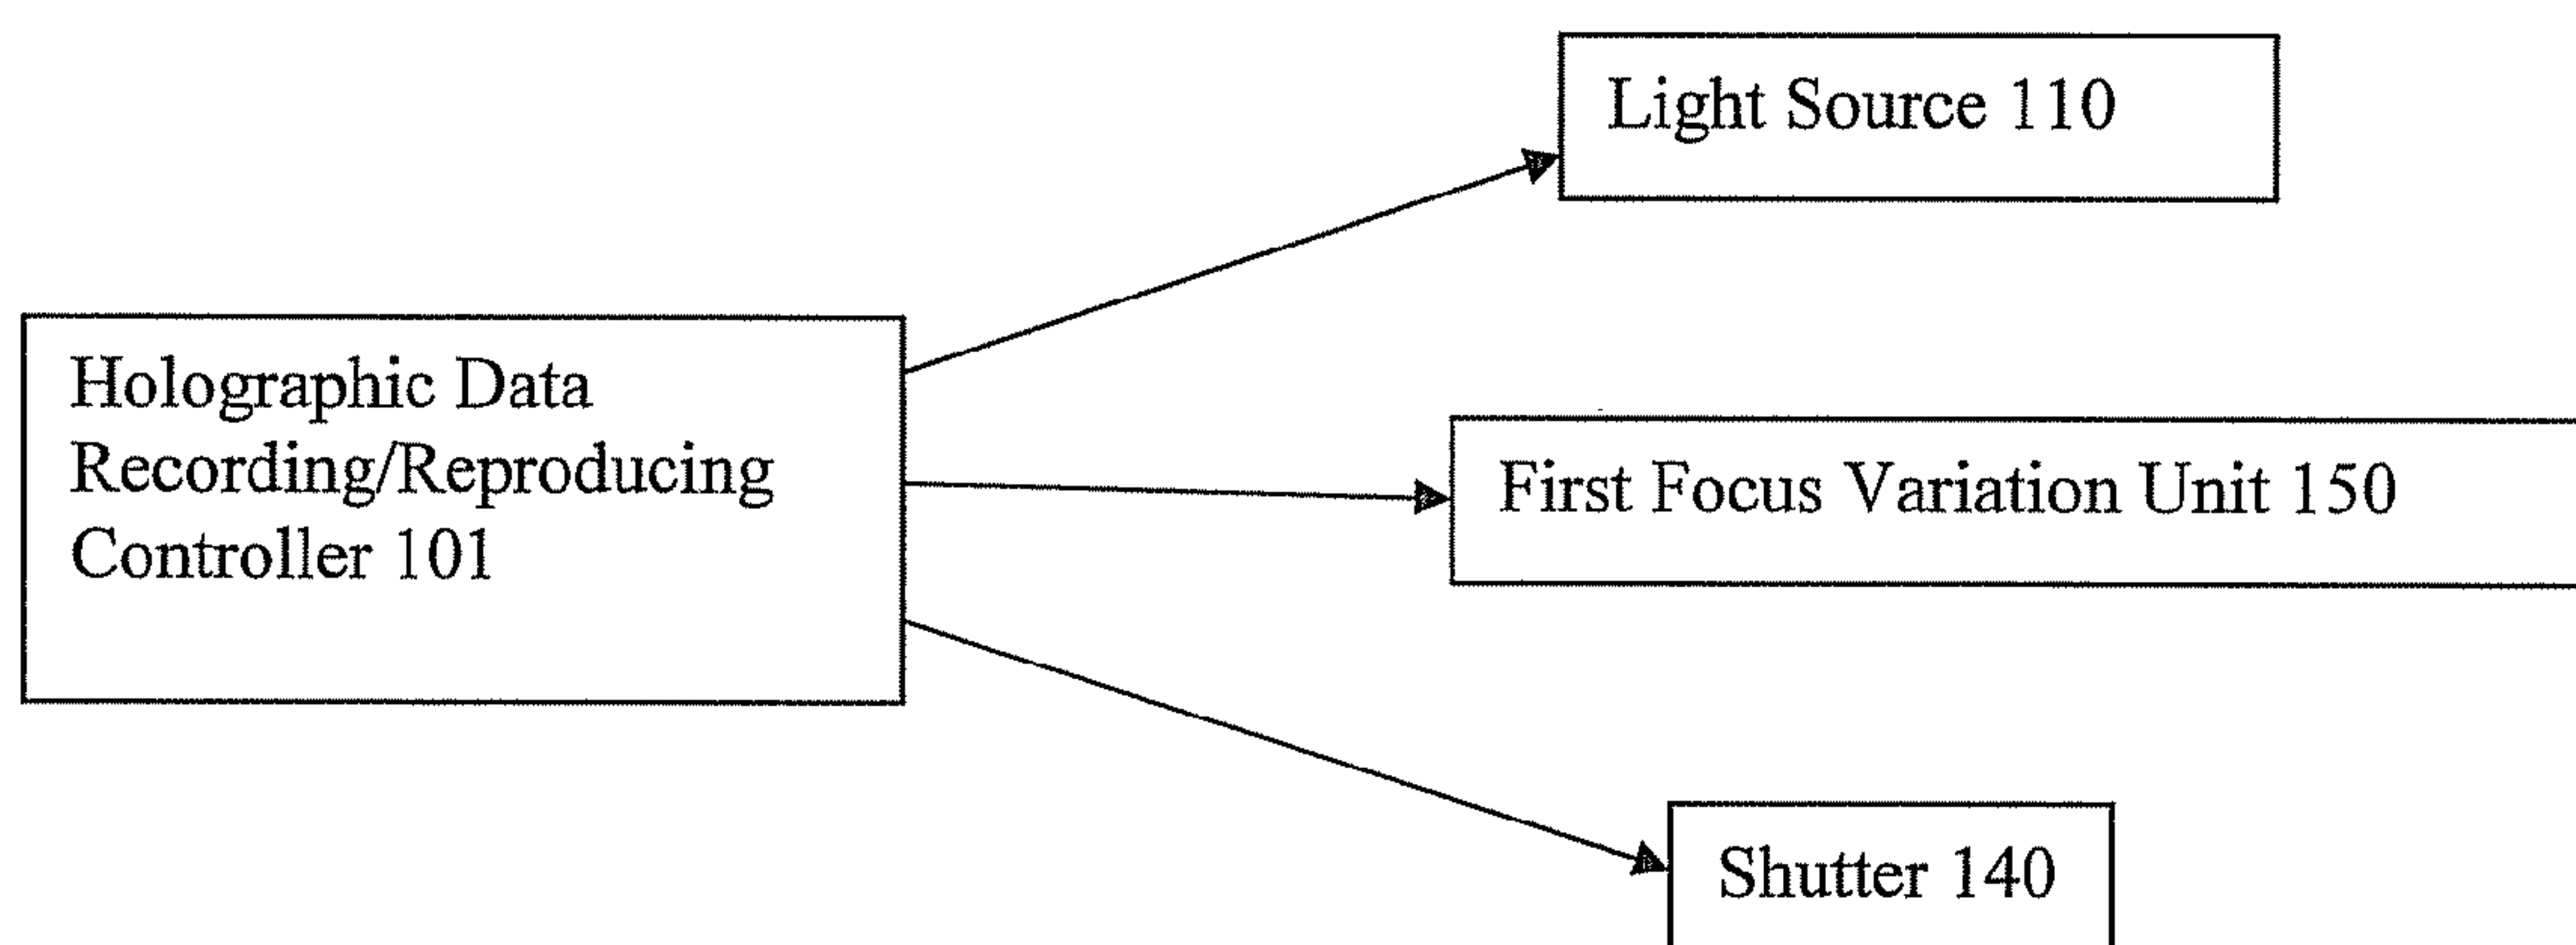 Light Source 110
Holographic Data
Recording/Reproducing
Controller 101
First Focus Variation Unit 150
Shutter 140